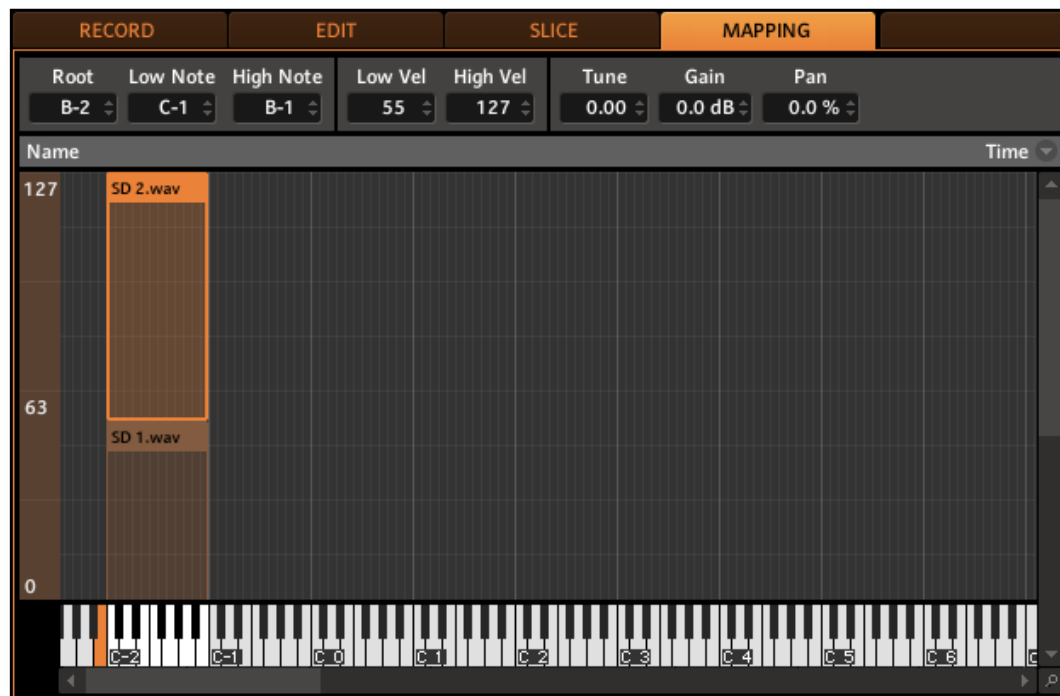 RECORD EDIT SLICE MAPPING
Root Low Note High Note Low Vel High Vel Tune Gain Pan
B-2 C-1 B-1 55 127 0.00 0.0 dB 0.0 %
Name Time
127 SD 2.wav
63
SD 1.wav
0
C-2 C-1 C 0 C 1 C 2 C 3 C 4 C 5 C 6 C